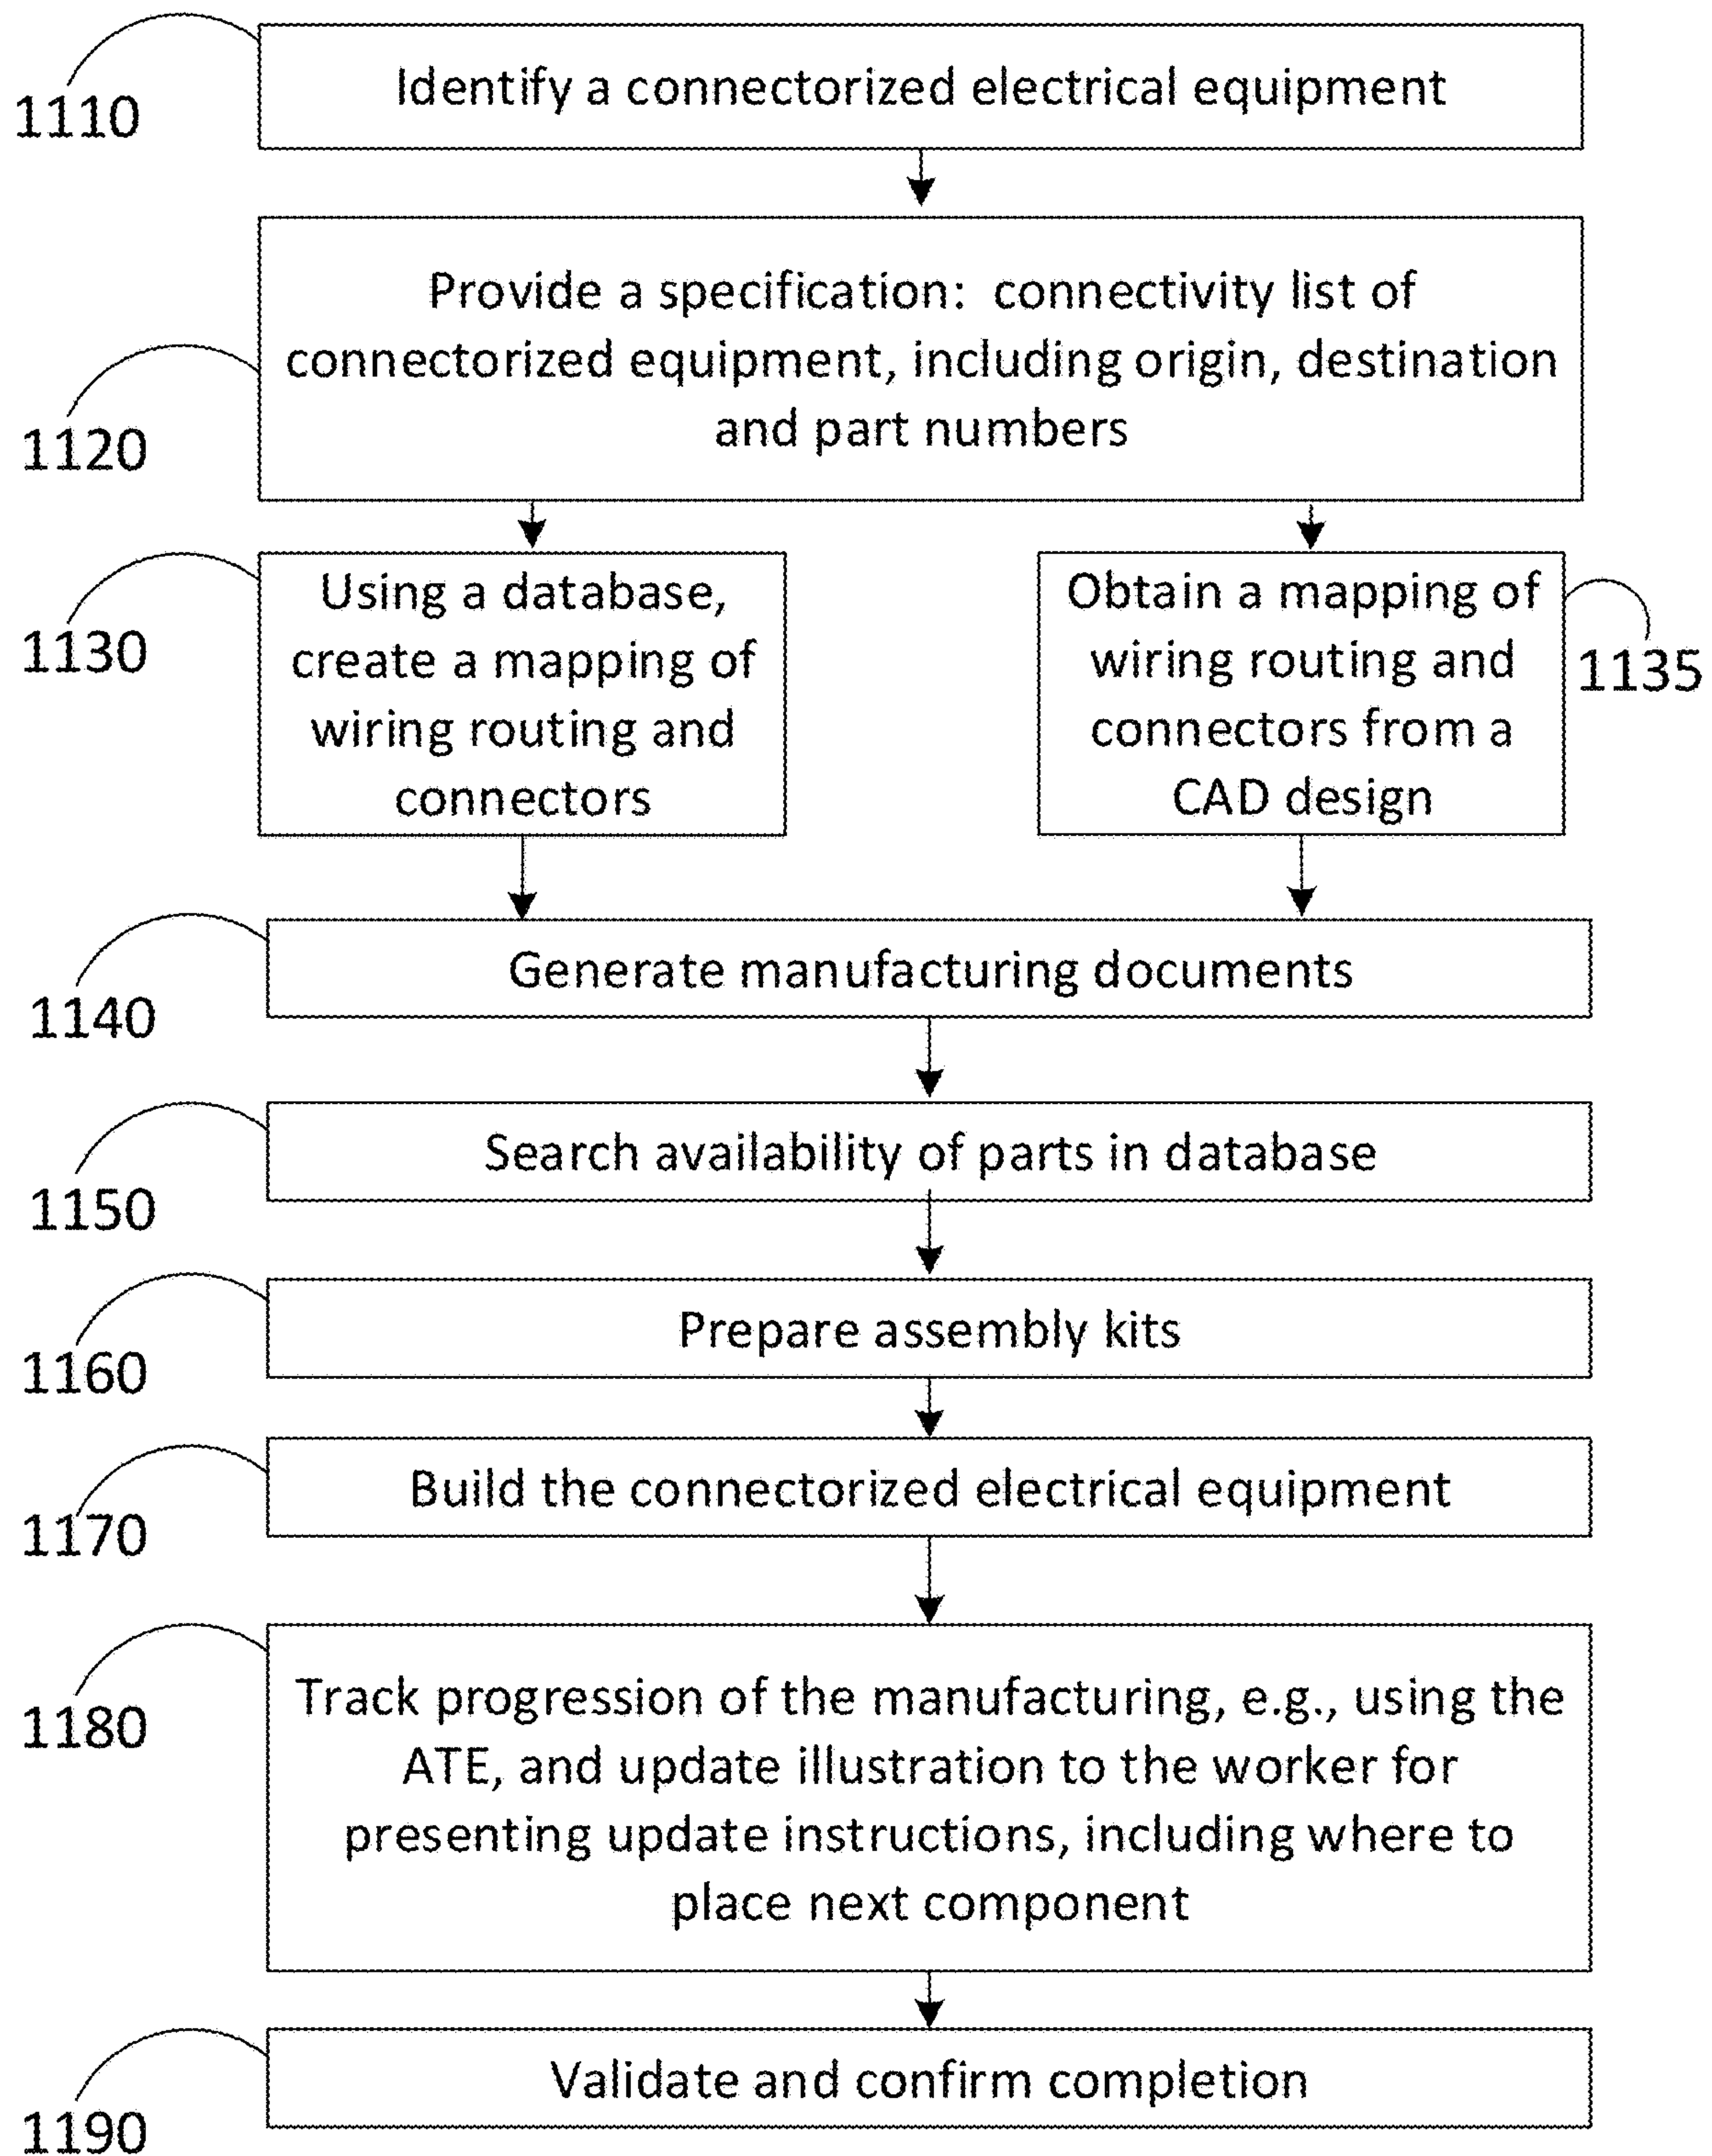 Identify a connectorized electrical equipment
1110
Provide a specification: connectivity list of
connectorized equipment, including origin, destination
and part numbers
1120
Using a database,
create a mapping of
wiring routing and
connectors
1130
Obtain a mapping of
wiring routing and
connectors from a
CAD design
1135
Generate manufacturing documents
1140
Search availability of parts in database
1150
Prepare assembly kits
1160
Build the connectorized electrical equipment
1170
Track progression of the manufacturing, e.g., using the
ATE, and update illustration to the worker for
presenting update instructions, including where to
place next component
1180
Validate and confirm completion
1190